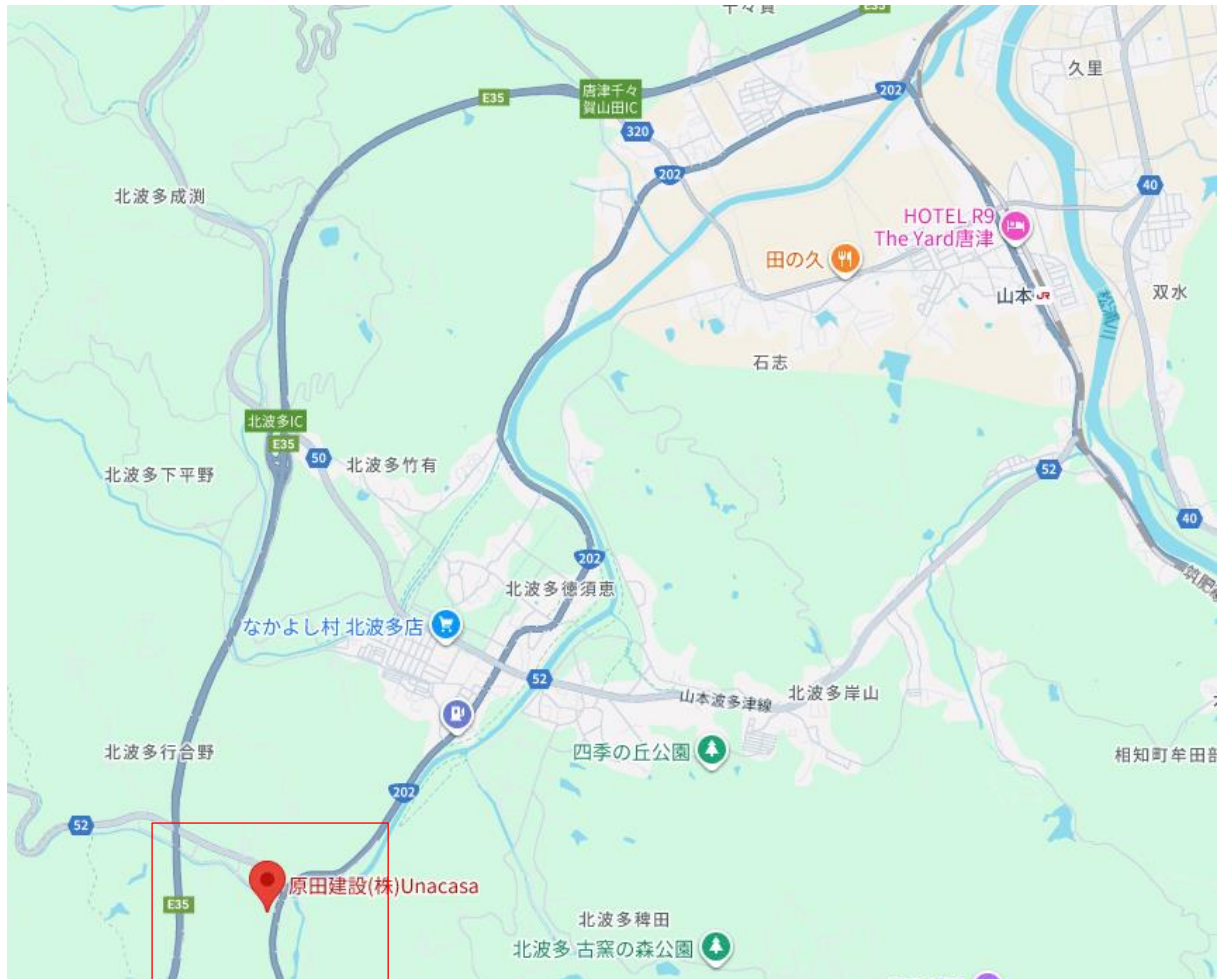 E35
E35
唐津千々
賀山田IC
202
久里
320
202
40
北波多成渕
HOTEL R9
The Yard唐津
田の久
山本
JR
双水
松浦川
石志
北波多IC
E35
50
北波多竹有
北波多下平野
52
40
202
北波多徳須恵
なかよし村 北波多店
52
山本波多津線
北波多岸山
北波多行合野
四季の丘公園
相知町牟田部
202
52
原田建設(株)Unacasa
E35
北波多稗田
北波多 古窯の森公園